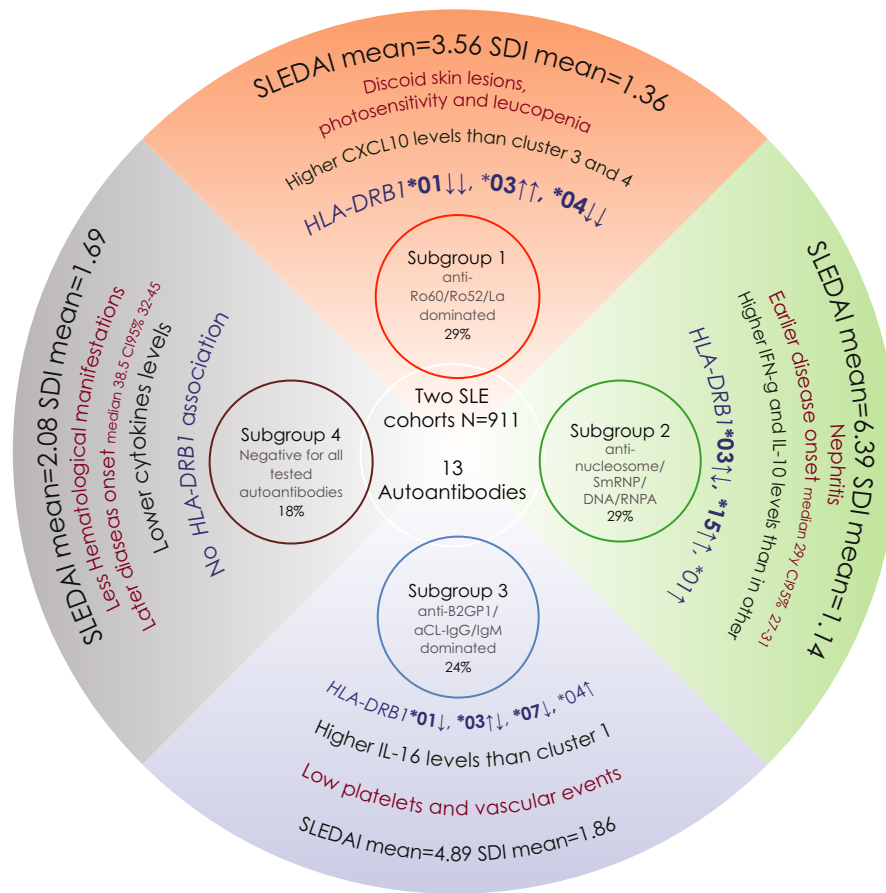 SLEDAI mean=3.56 SDI mean=1.36
Discoid skin lesions,
photosensitivity and leucopenia
Higher CXCL10 levels than cluster 3 and 4
HLA-DRB1*01↓↓, *03↑↑, *04↓↓
Subgroup 1
anti-
Ro60/Ro52/La
dominated
29%
Two SLE
cohorts N=911
13
Autoantibodies
SLEDAI mean=6.39 SDI mean=1.14
Nephritis
Earlier disease onset median 29y CI95% 27-31
Higher IFN-g and IL-10 levels than in other
HLA-DRB1*03↑↓, *15↑↑, *01↑
Subgroup 2
anti-
nucleosome/
SmRNP/
DNA/RNPA
29%
Subgroup 3
anti-B2GP1/
aCL-IgG/IgM
dominated
24%
HLA-DRB1*01↓, *03↑↓, *07↓, *04↑
Higher IL-16 levels than cluster 1
Low platelets and vascular events
SLEDAI mean=4.89 SDI mean=1.86
SLEDAI mean=2.08 SDI mean=1.69
Less Hematological manifestations
Later diaseas onset median 38.5 CI95% 32-45
Lower cytokines levels
No HLA-DRB1 association
Subgroup 4
Negative for all
tested
autoantibodies
18%